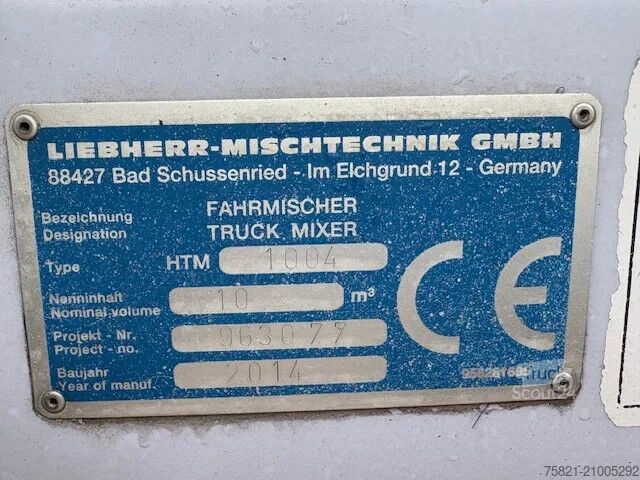 LIEBHERR-MISCHTECHNIK GMBH
88427 Bad Schussenried - Im Elchgrund 12 - Germany
Bezeichnung FAHRMISCHER
Designation TRUCK MIXER
Type HTM 1004
Nenninhalt
Nominal volume 10 m³
Projekt - Nr.
Project - no. 963077
Baujahr
Year of manuf. 2014
CE
Truck
Scout24
75821-21005292